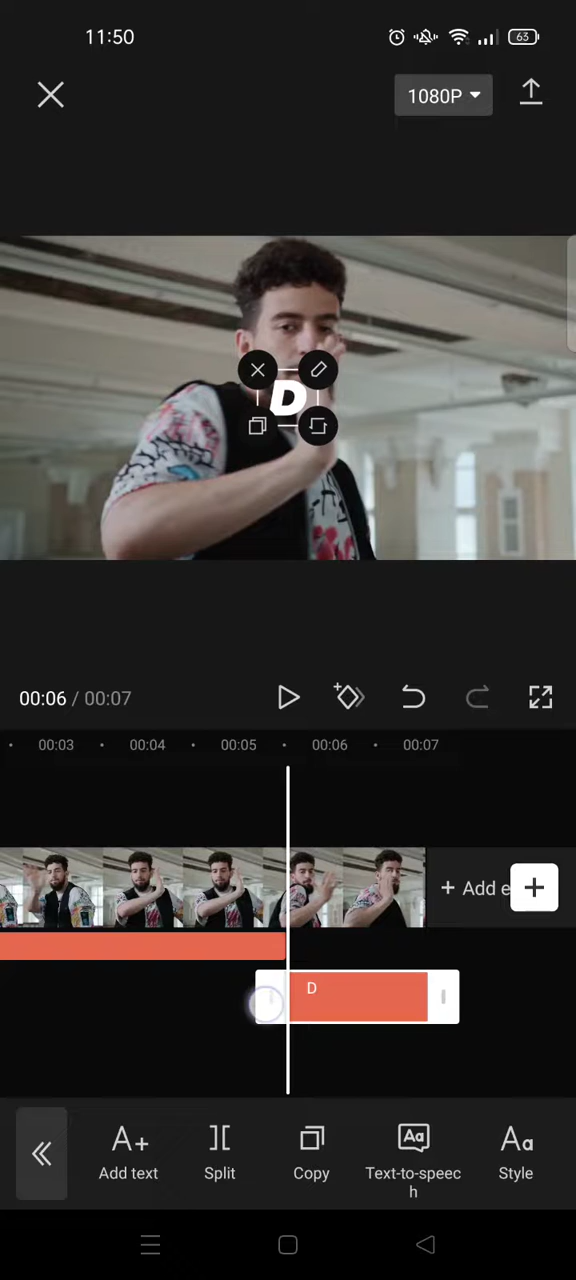 11:50
63
1080P
D
00:06 / 00:07
00:03 00:04 00:05 00:06 00:07
+ Add e
D
Add text
Split
Copy
Aa
Text-to-speec
h
Style